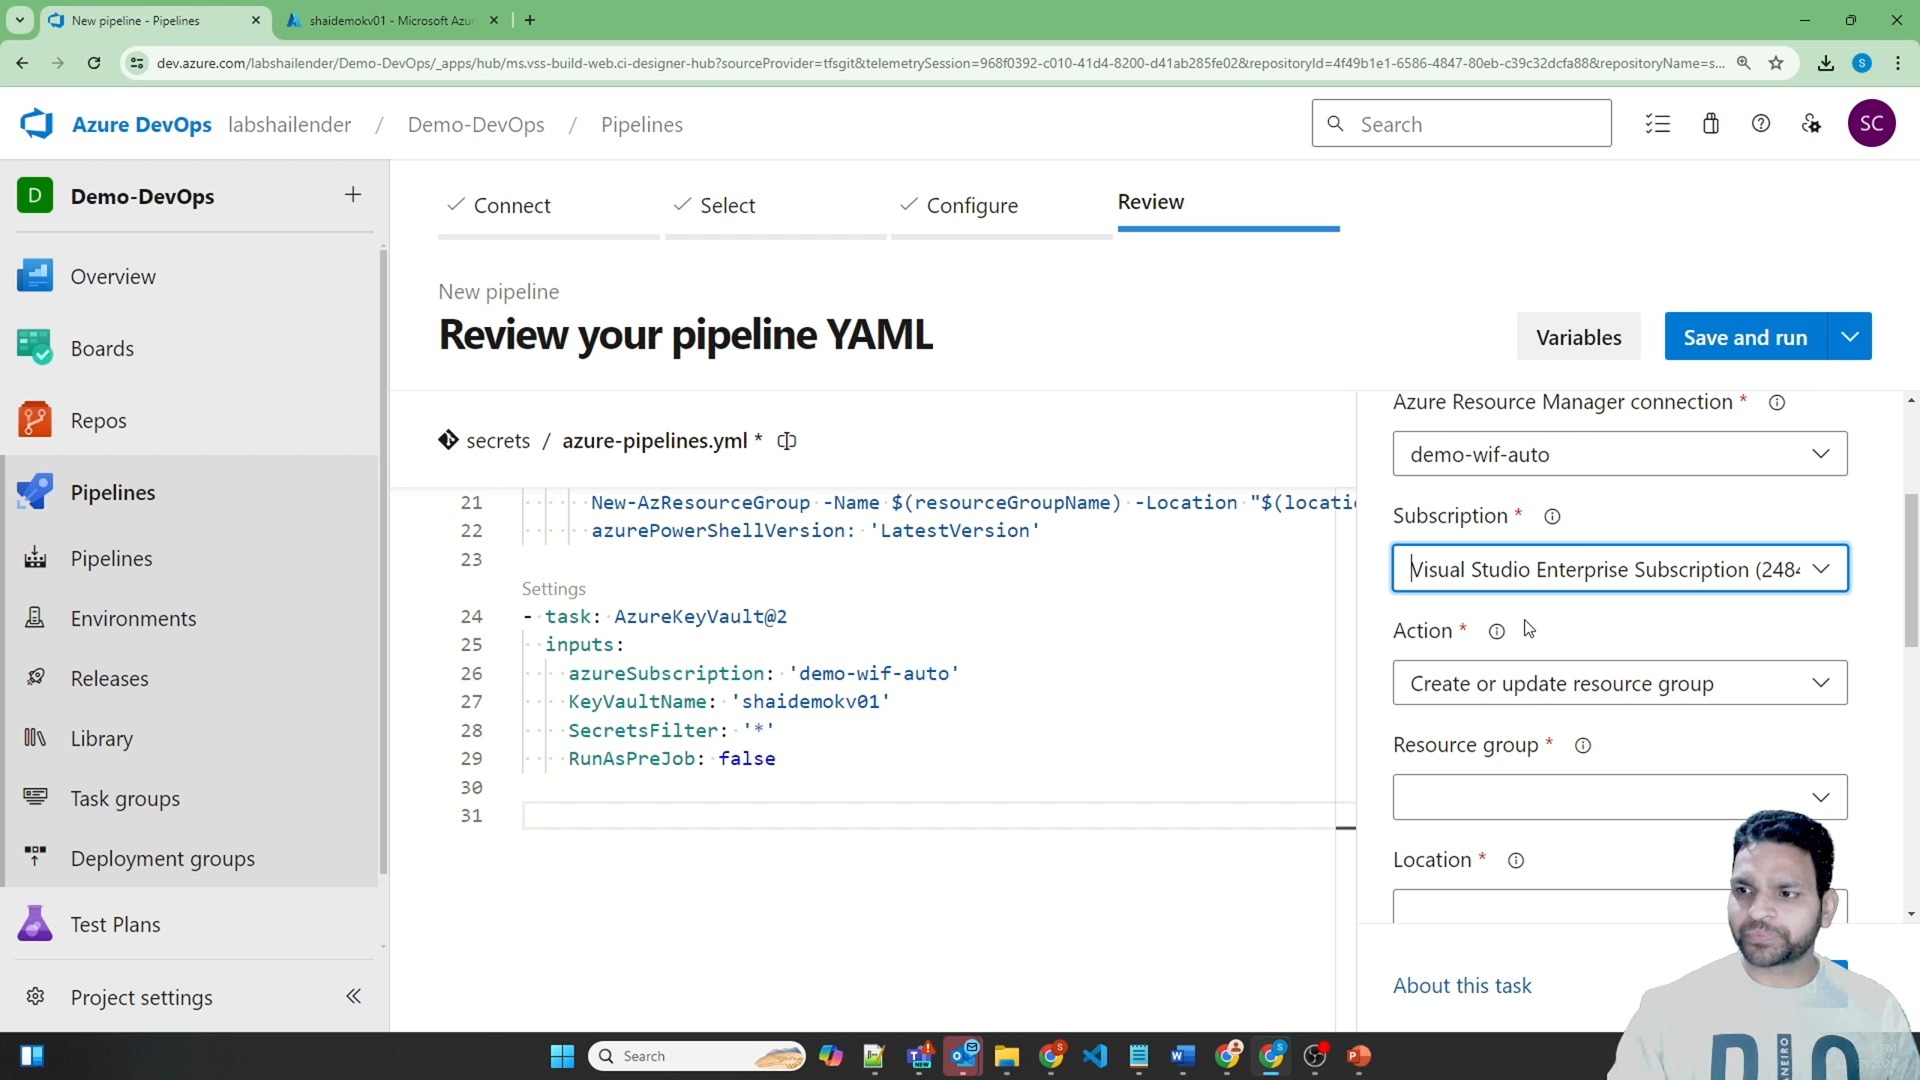 New pipeline - Pipelines
shaidemokv01 - Microsoft Azur
dev.azure.com/labshailender/Demo-DevOps/_apps/hub/ms.vss-build-web.ci-designer-hub?sourceProvider=tfsgit&telemetrySession=968f0392-c010-41d4-8200-d41ab285fe02&repositoryId=4f49b1e1-6586-4847-80eb-c39c32dcfa88&repositoryName=s...
S
Azure DevOps labshailender / Demo-DevOps / Pipelines
Search
SC
D Demo-DevOps
Overview
Boards
Repos
Pipelines
Pipelines
Environments
Releases
Library
Task groups
Deployment groups
Test Plans
Project settings
Connect
Select
Configure
Review
New pipeline
Review your pipeline YAML
Variables
Save and run
secrets / azure-pipelines.yml *
21 New-AzResourceGroup -Name $(resourceGroupName) -Location "$(locati
22 azurePowerShellVersion: 'LatestVersion'
23
Settings
24 - task: AzureKeyVault@2
25 inputs:
26 azureSubscription: 'demo-wif-auto'
27 KeyVaultName: 'shaidemokv01'
28 SecretsFilter: '*'
29 RunAsPreJob: false
30
31
Azure Resource Manager connection *
demo-wif-auto
Subscription *
Visual Studio Enterprise Subscription (2484
Action *
Create or update resource group
Resource group *
Location *
About this task
Search